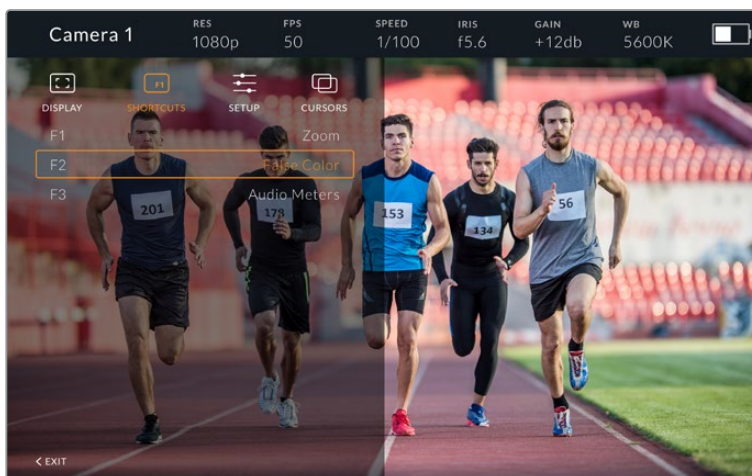 Camera 1
RES FPS SPEED IRIS GAIN WB
1080p 50 1/100 f5.6 +12db 5600K
DISPLAY SHORTCUTS SETUP CURSORS
F1
F1 Zoom
F2 False Color
F3 Audio Meters
201
178
153
134
56
< EXIT